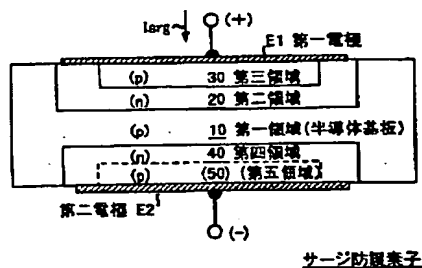 Isrg (+)
E1 第一電極
(p) 30 第三領域
(n) 20 第二領域
(p) 10 第一領域(半導体基板)
(n) 40 第四領域
(p) (50) (第五領域)
第二電極 E2
(-)
サージ防護素子